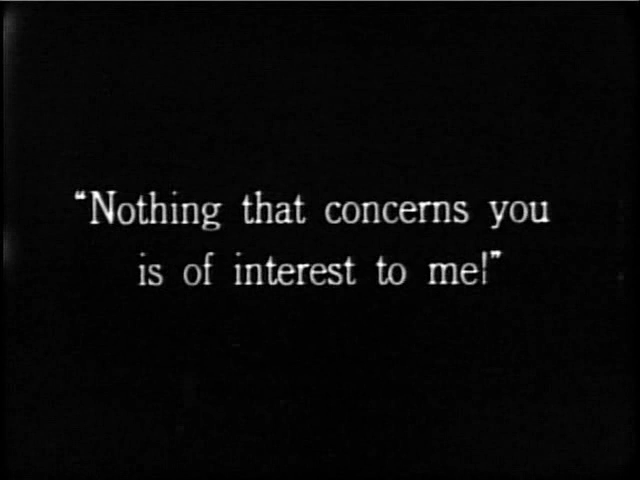 “Nothing that concerns you
is of interest to me!”